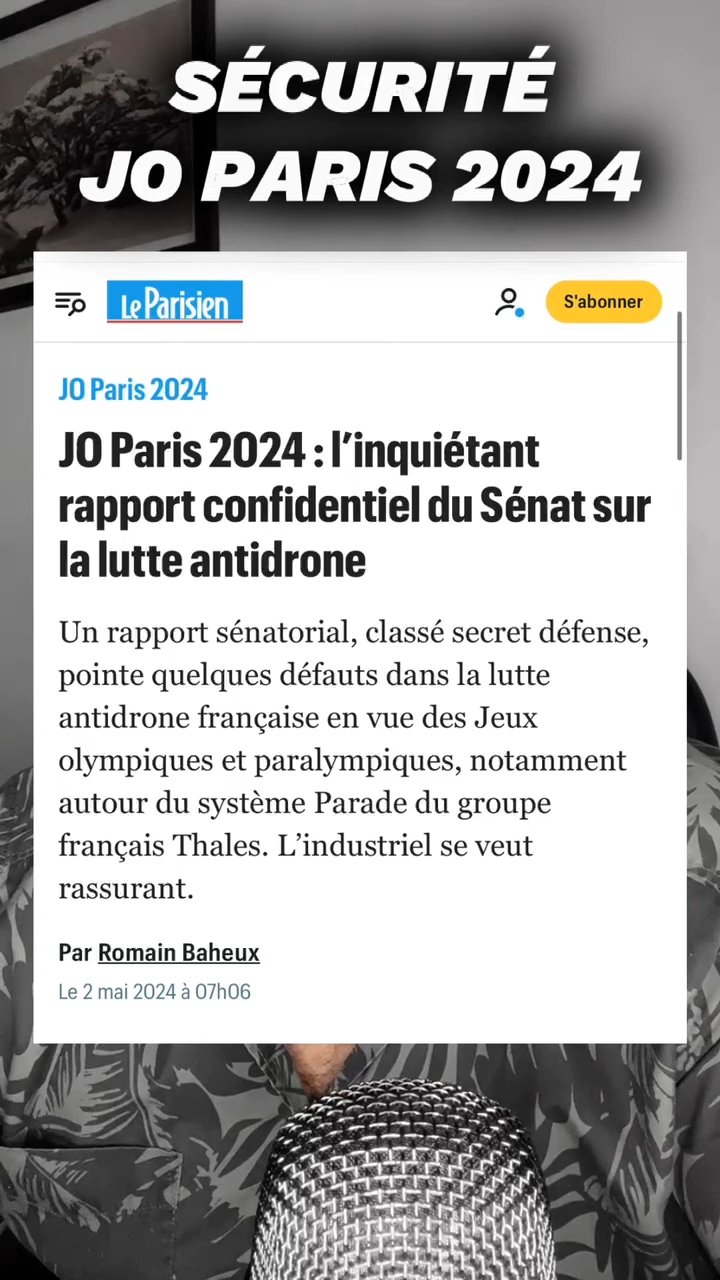 SÉCURITÉ
JO PARIS 2024
Le Parisien
S'abonner
JO Paris 2024
JO Paris 2024 : l’inquiétant
rapport confidentiel du Sénat sur
la lutte antidrone
Un rapport sénatorial, classé secret défense,
pointe quelques défauts dans la lutte
antidrone française en vue des Jeux
olympiques et paralympiques, notamment
autour du système Parade du groupe
français Thales. L’industriel se veut
rassurant.
Par Romain Baheux
Le 2 mai 2024 à 07h06